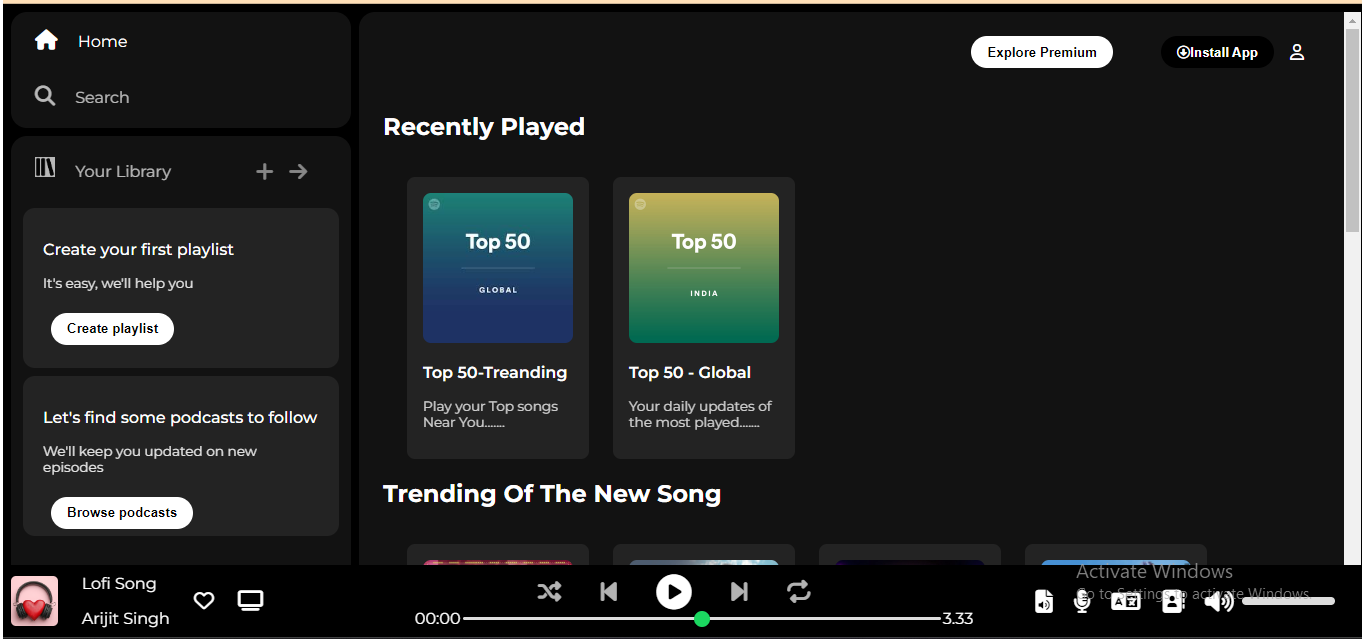 Home
Search
Your Library
Create your first playlist
It's easy, we'll help you
Create playlist
Let's find some podcasts to follow
We'll keep you updated on new
episodes
Browse podcasts
Explore Premium
Install App
Recently Played
Top 50
GLOBAL
Top 50-Treanding
Play your Top songs
Near You.......
Top 50
INDIA
Top 50 - Global
Your daily updates of
the most played.......
Trending Of The New Song
Lofi Song
Arijit Singh
00:00
3.33
Activate Windows
Go to Settings to activate Windows.